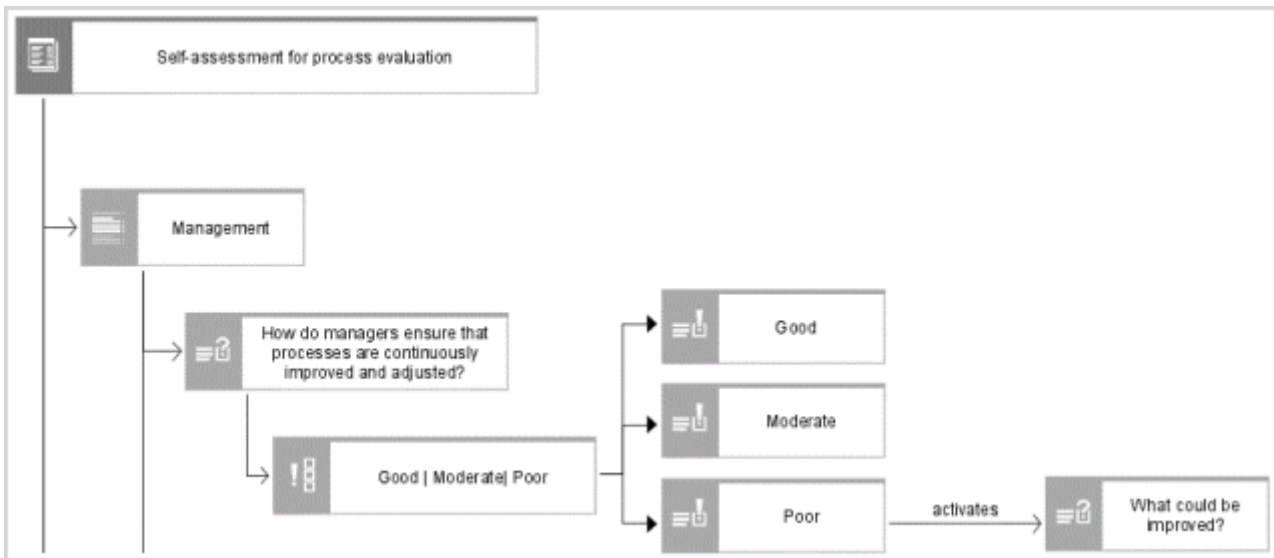 Self-assessment for process evaluation
Management
How do managers ensure that
processes are continuously
improved and adjusted?
Good | Moderate| Poor
Good
Moderate
Poor
activates
What could be
improved?